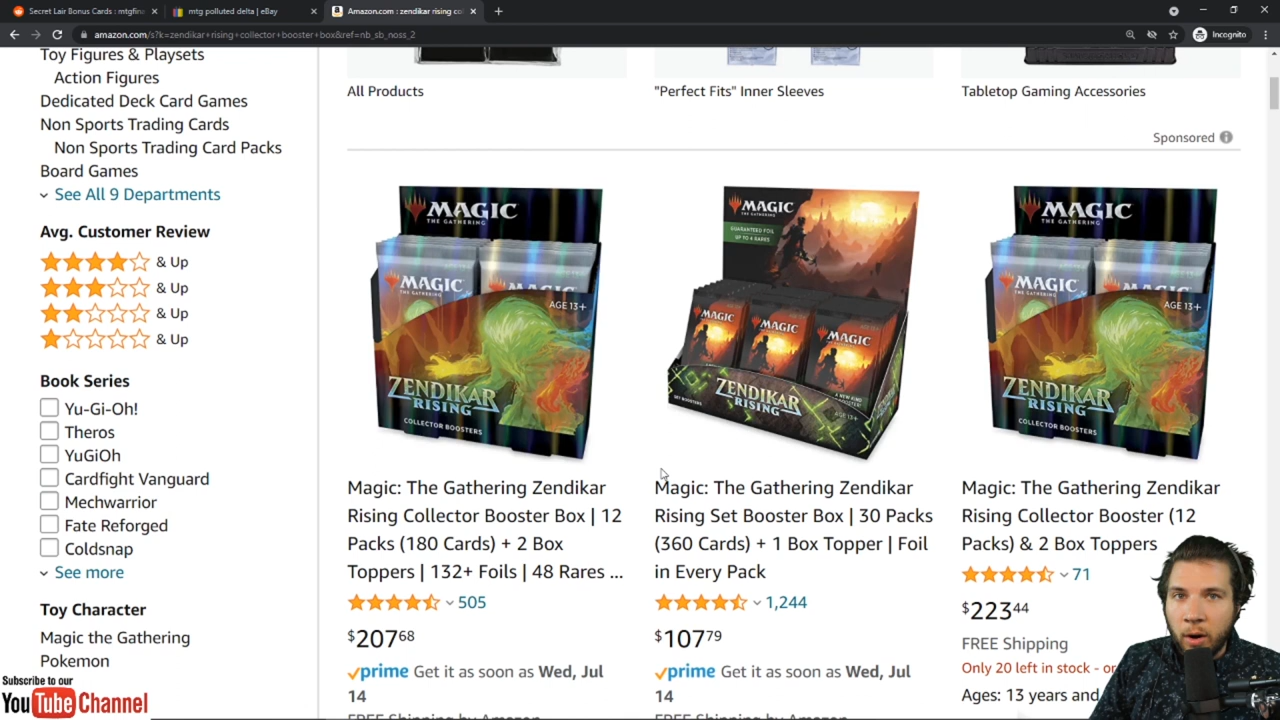 Secret Lair Bonus Cards : mtgfin
mtg polluted delta | eBay
Amazon.com : zendikar rising co
amazon.com/s?k=zendikar+rising+collector+booster+box&ref=nb_sb_noss_2
Incognito
Toy Figures & Playsets
Action Figures
Dedicated Deck Card Games
Non Sports Trading Cards
Non Sports Trading Card Packs
Board Games
See All 9 Departments
Avg. Customer Review
& Up
& Up
& Up
& Up
Book Series
Yu-Gi-Oh!
Theros
YuGiOh
Cardfight Vanguard
Mechwarrior
Fate Reforged
Coldsnap
See more
Toy Character
Magic the Gathering
Pokemon
All Products
"Perfect Fits" Inner Sleeves
Tabletop Gaming Accessories
Sponsored
MAGIC
THE GATHERING
MAGIC
AGE 13+
ZENDIKAR
RISING
COLLECTOR BOOSTERS
Magic: The Gathering Zendikar
Rising Collector Booster Box | 12
Packs (180 Cards) + 2 Box
Toppers | 132+ Foils | 48 Rares ...
505
$207 68
prime Get it as soon as Wed, Jul
14
FREE Shipping by Amazon
MAGIC
THE GATHERING
GUARANTEED FOIL
UP TO 4 RARES
MAGIC
MAGIC
MAGIC
ZENDIKAR
RISING
SET BOOSTERS
A NEW KIND
OF BOOSTER
AGE 13+
Magic: The Gathering Zendikar
Rising Set Booster Box | 30 Packs
(360 Cards) + 1 Box Topper | Foil
in Every Pack
1,244
$107 79
prime Get it as soon as Wed, Jul
14
FREE Shipping by Amazon
MAGIC
THE GATHERING
MAGIC
MAGIC
AGE 13+
ZENDIKAR
RISING
COLLECTOR BOOSTERS
Magic: The Gathering Zendikar
Rising Collector Booster (12
Packs) & 2 Box Toppers
71
$223 44
FREE Shipping
Only 20 left in stock - or
Ages: 13 years and
Subscribe to our
YouTube Channel